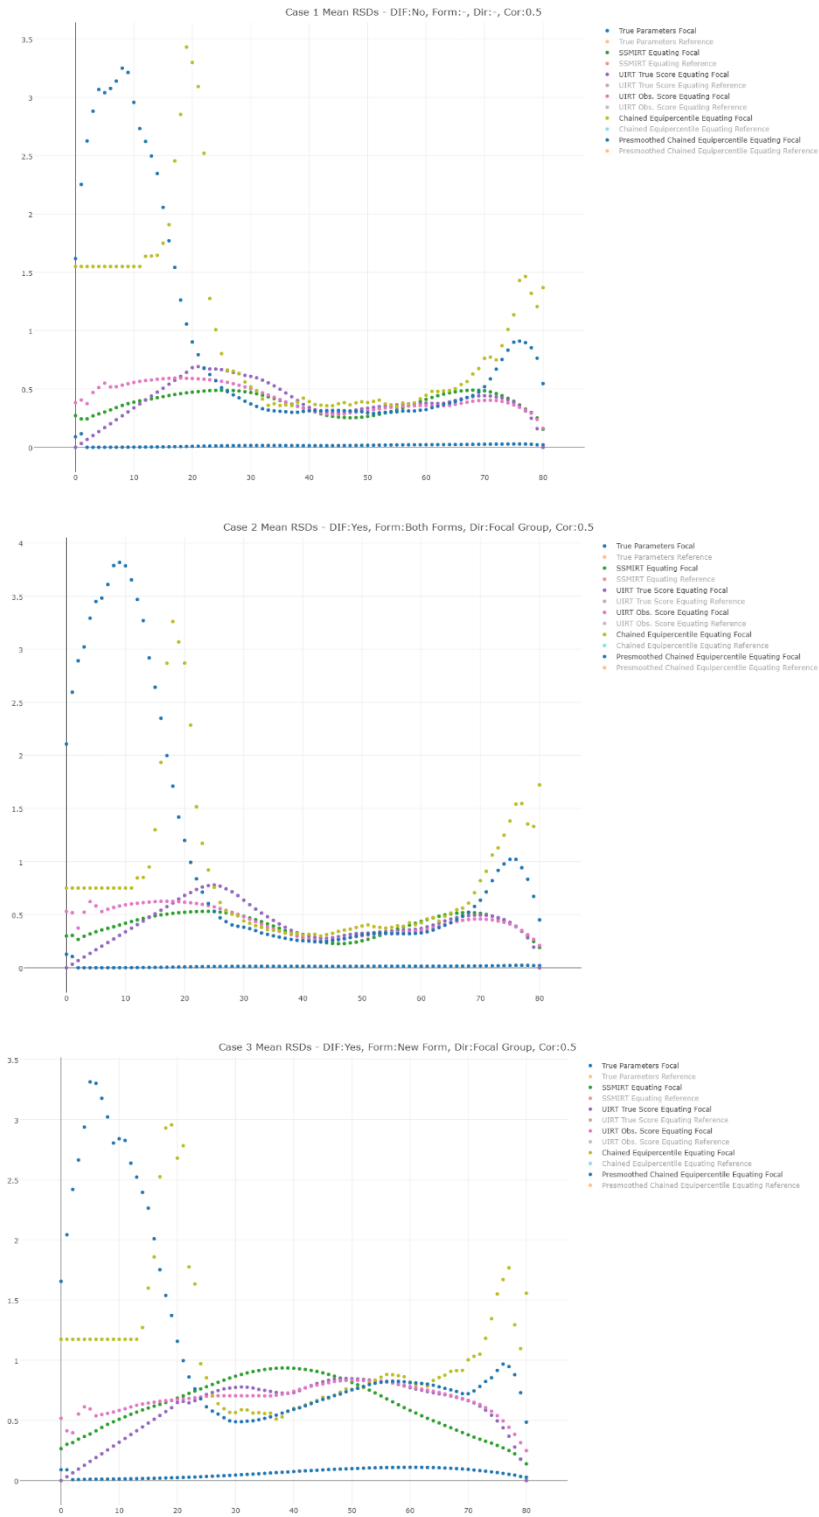 Case 1 Mean RSDs - DIF:No, Form:-, Dir:-, Cor:0.5
True Parameters Focal
True Parameters Reference
SSMIRT Equating Focal
SSMIRT Equating Reference
UIRT True Score Equating Focal
UIRT True Score Equating Reference
UIRT Obs. Score Equating Focal
UIRT Obs. Score Equating Reference
Chained Equipercentile Equating Focal
Chained Equipercentile Equating Reference
Presmoothed Chained Equipercentile Equating Focal
Presmoothed Chained Equipercentile Equating Reference
3.5
3
2.5
2
1.5
1
0.5
0
0 10 20 30 40 50 60 70 80
Case 2 Mean RSDs - DIF:Yes, Form:Both Forms, Dir:Focal Group, Cor:0.5
True Parameters Focal
True Parameters Reference
SSMIRT Equating Focal
SSMIRT Equating Reference
UIRT True Score Equating Focal
UIRT True Score Equating Reference
UIRT Obs. Score Equating Focal
UIRT Obs. Score Equating Reference
Chained Equipercentile Equating Focal
Chained Equipercentile Equating Reference
Presmoothed Chained Equipercentile Equating Focal
Presmoothed Chained Equipercentile Equating Reference
4
3.5
3
2.5
2
1.5
1
0.5
0
0 10 20 30 40 50 60 70 80
Case 3 Mean RSDs - DIF:Yes, Form:New Form, Dir:Focal Group, Cor:0.5
True Parameters Focal
True Parameters Reference
SSMIRT Equating Focal
SSMIRT Equating Reference
UIRT True Score Equating Focal
UIRT True Score Equating Reference
UIRT Obs. Score Equating Focal
UIRT Obs. Score Equating Reference
Chained Equipercentile Equating Focal
Chained Equipercentile Equating Reference
Presmoothed Chained Equipercentile Equating Focal
Presmoothed Chained Equipercentile Equating Reference
3.5
3
2.5
2
1.5
1
0.5
0
0 10 20 30 40 50 60 70 80